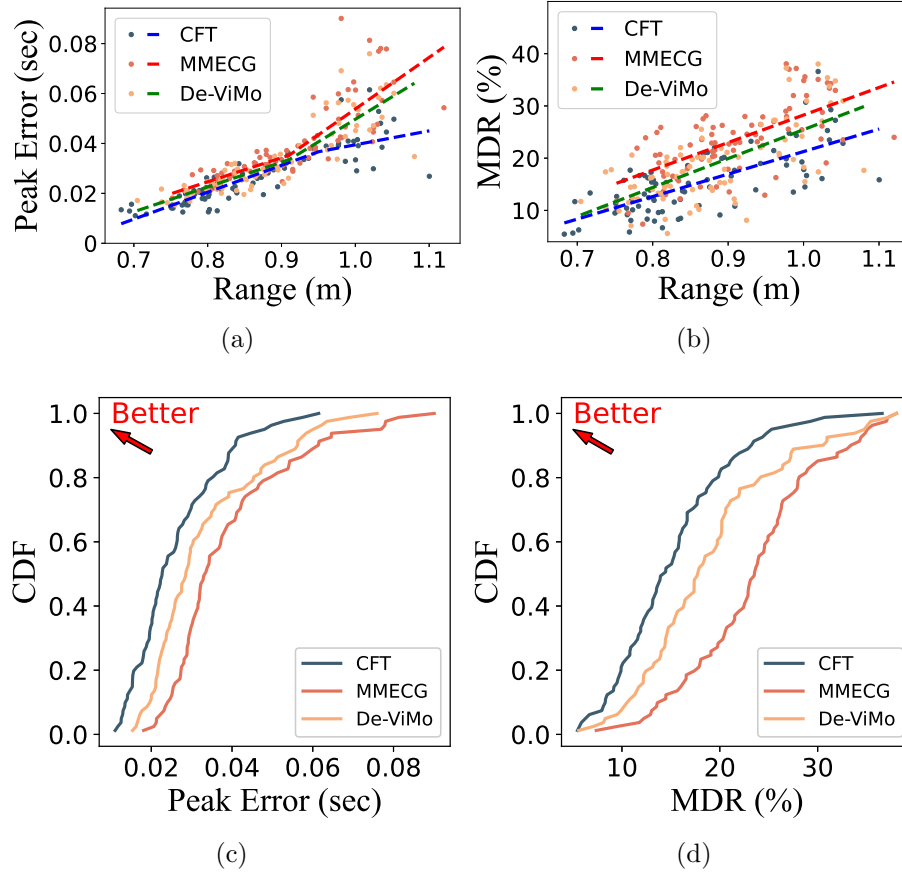 Peak Error (sec)
0.08
0.06
0.04
0.02
0
CFT
MMECG
De-ViMo
0.7 0.8 0.9 1.0 1.1
Range (m)
(a)
MDR (%)
40
30
20
10
CFT
MMECG
De-ViMo
0.7 0.8 0.9 1.0 1.1
Range (m)
(b)
CDF
1.0
0.8
0.6
0.4
0.2
0.0
Better
CFT
MMECG
De-ViMo
0.02 0.04 0.06 0.08
Peak Error (sec)
(c)
CDF
1.0
0.8
0.6
0.4
0.2
0.0
Better
CFT
MMECG
De-ViMo
10 20 30
MDR (%)
(d)